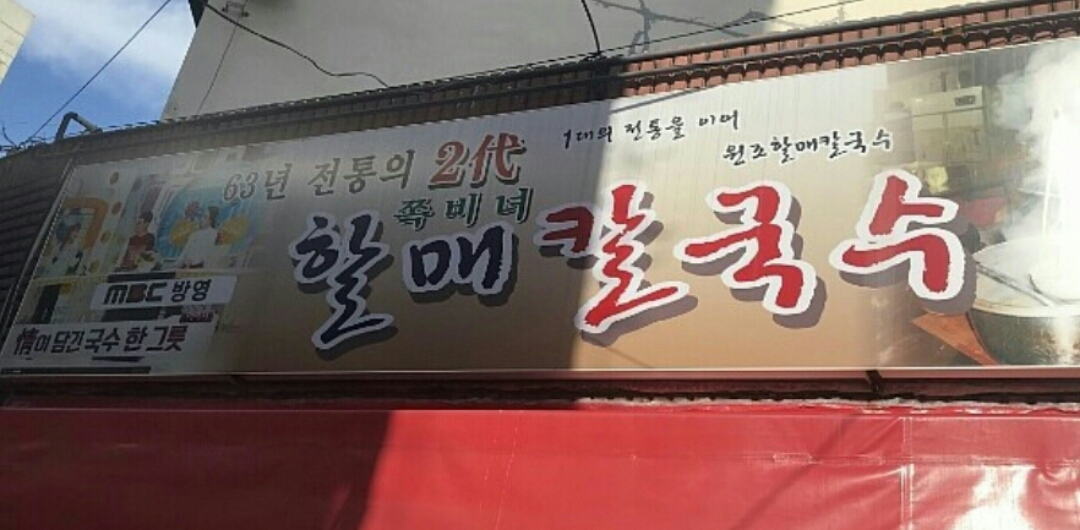 63년 전통의 2代
1대의 전통을 이어
원조할매칼국수
쪽비녀
할매칼국수
MBC 방영
情이 담긴 국수 한 그릇